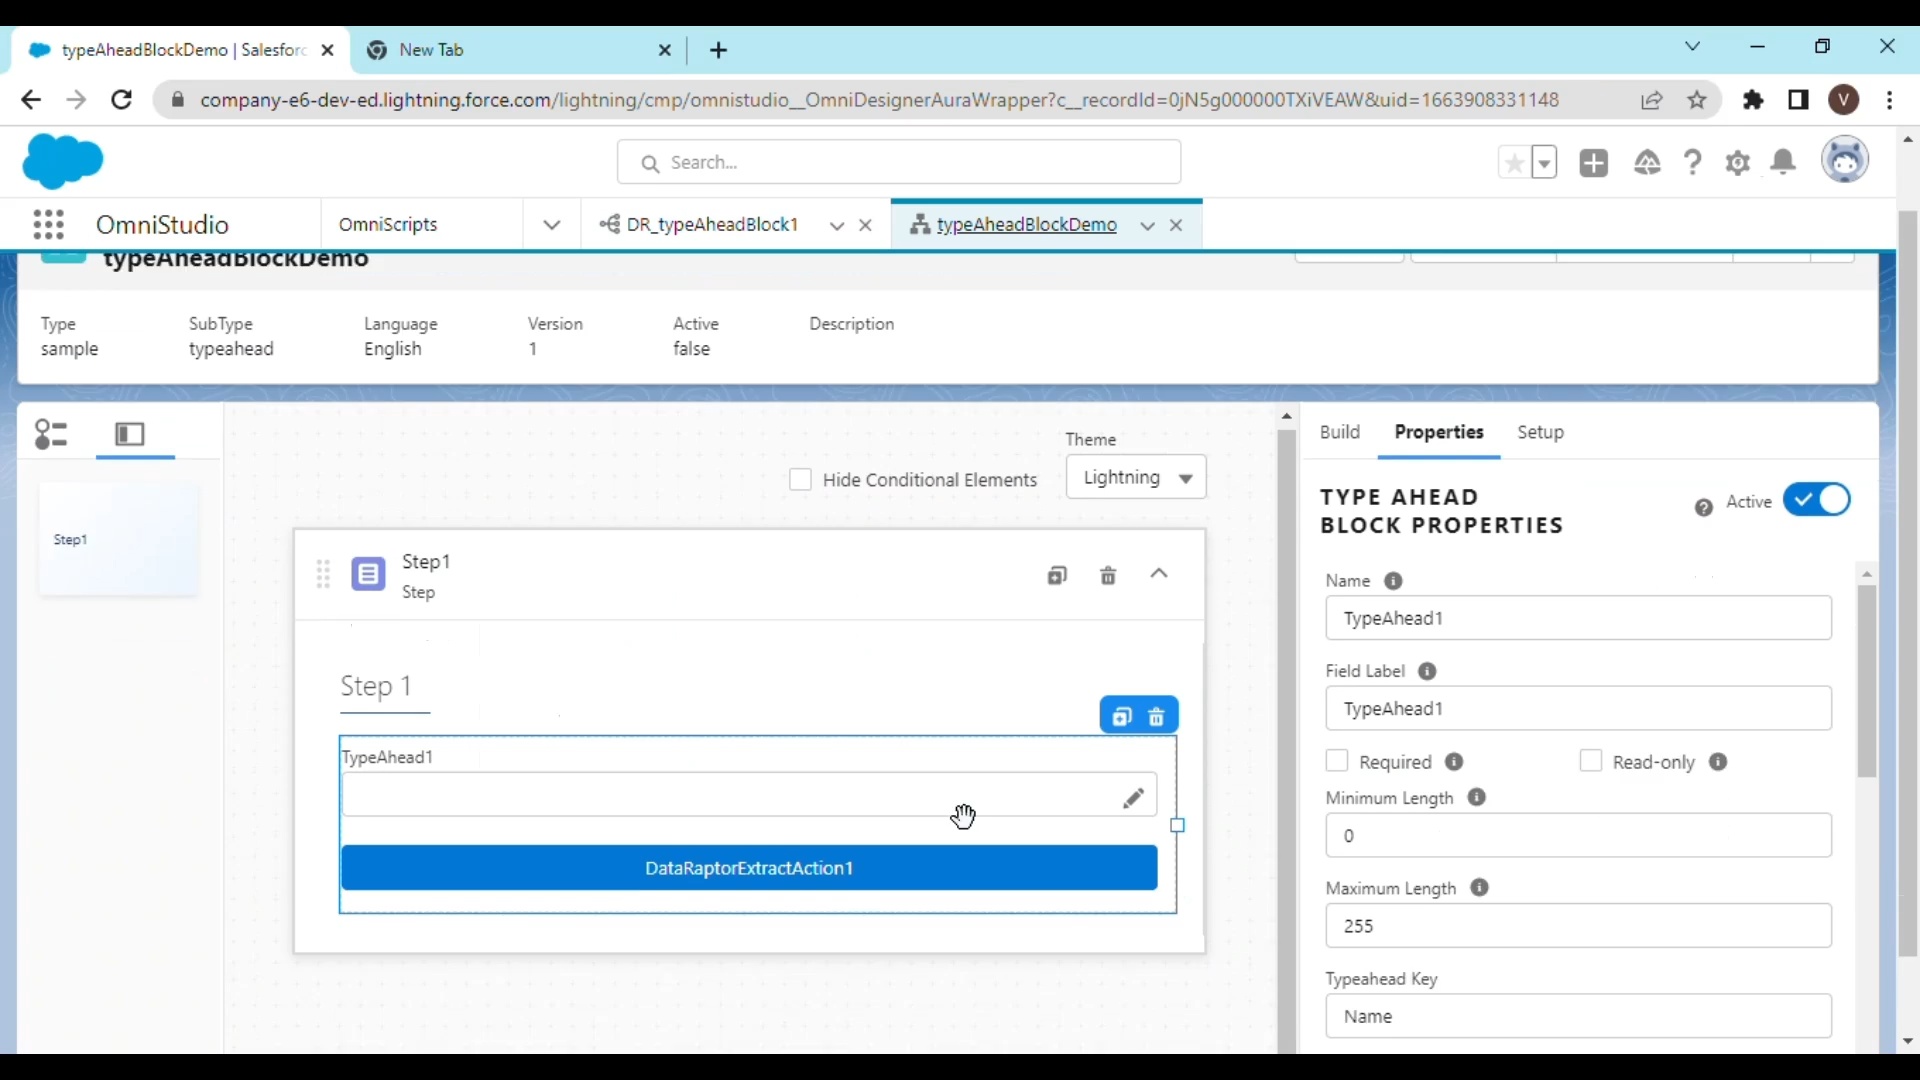 typeAheadBlockDemo | Salesforc
New Tab
company-e6-dev-ed.lightning.force.com/lightning/cmp/omnistudio__OmniDesignerAuraWrapper?c__recordId=0jN5g000000TXiVEAW&uid=1663908331148
V
Search...
OmniStudio
OmniScripts
DR_typeAheadBlock1
typeAheadBlockDemo
typeAheadBlockDemo
Type
sample
SubType
typeahead
Language
English
Version
1
Active
false
Description
Step1
Theme
Hide Conditional Elements
Lightning
Step1
Step
Step 1
TypeAhead1
DataRaptorExtractAction1
Build
Properties
Setup
TYPE AHEAD
BLOCK PROPERTIES
Active
Name
TypeAhead1
Field Label
TypeAhead1
Required
Read-only
Minimum Length
0
Maximum Length
255
Typeahead Key
Name